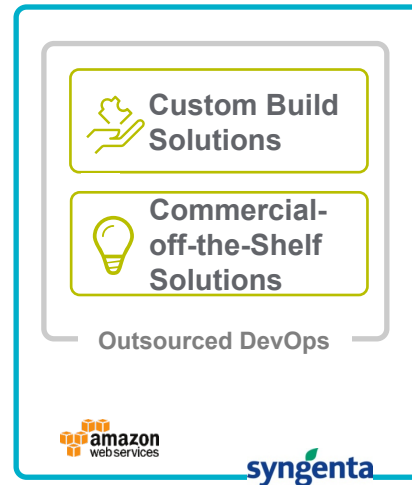 Custom Build
Solutions
Commercial-
off-the-Shelf
Solutions
Outsourced DevOps
amazon
webservices
syngenta